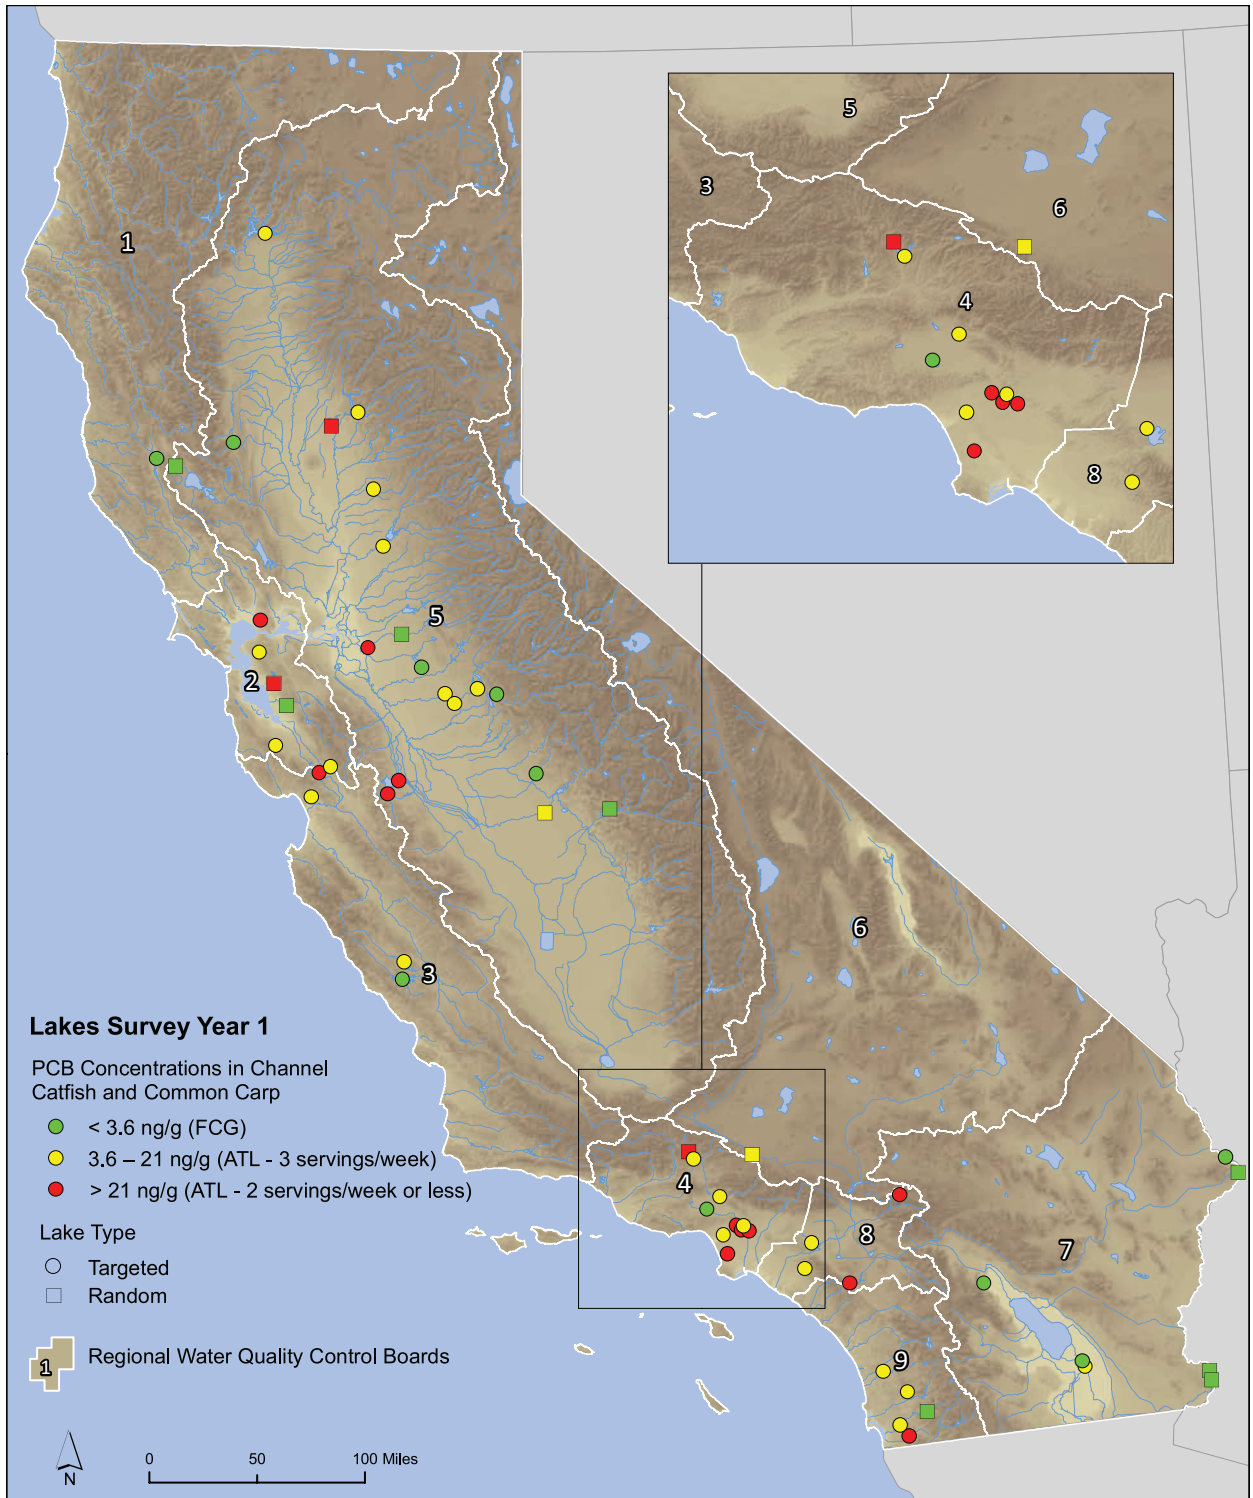 1
5
2
3
6
4
8
7
9
5
3
6
4
8
Lakes Survey Year 1
PCB Concentrations in Channel
Catfish and Common Carp
< 3.6 ng/g (FCG)
3.6 – 21 ng/g (ATL - 3 servings/week)
> 21 ng/g (ATL - 2 servings/week or less)
Lake Type
Targeted
Random
1
Regional Water Quality Control Boards
N
0 50 100 Miles